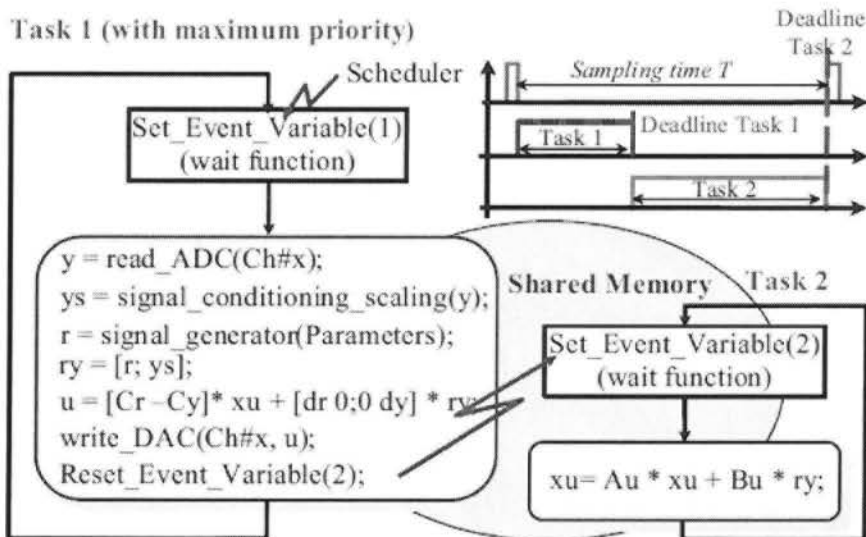 Task 1 (with maximum priority)
Scheduler
Set_Event_Variable(1)
(wait function)
y = read_ADC(Ch#x);
ys = signal_conditioning_scaling(y);
r = signal_generator(Parameters);
ry = [r; ys];
u = [Cr –Cy]* xu + [dr 0;0 dy] * ry;
write_DAC(Ch#x, u);
Reset_Event_Variable(2);
Deadline
Task 2
Sampling time T
Deadline Task 1
Task 1
Task 2
Shared Memory
Task 2
Set_Event_Variable(2)
(wait function)
xu= Au * xu + Bu * ry;